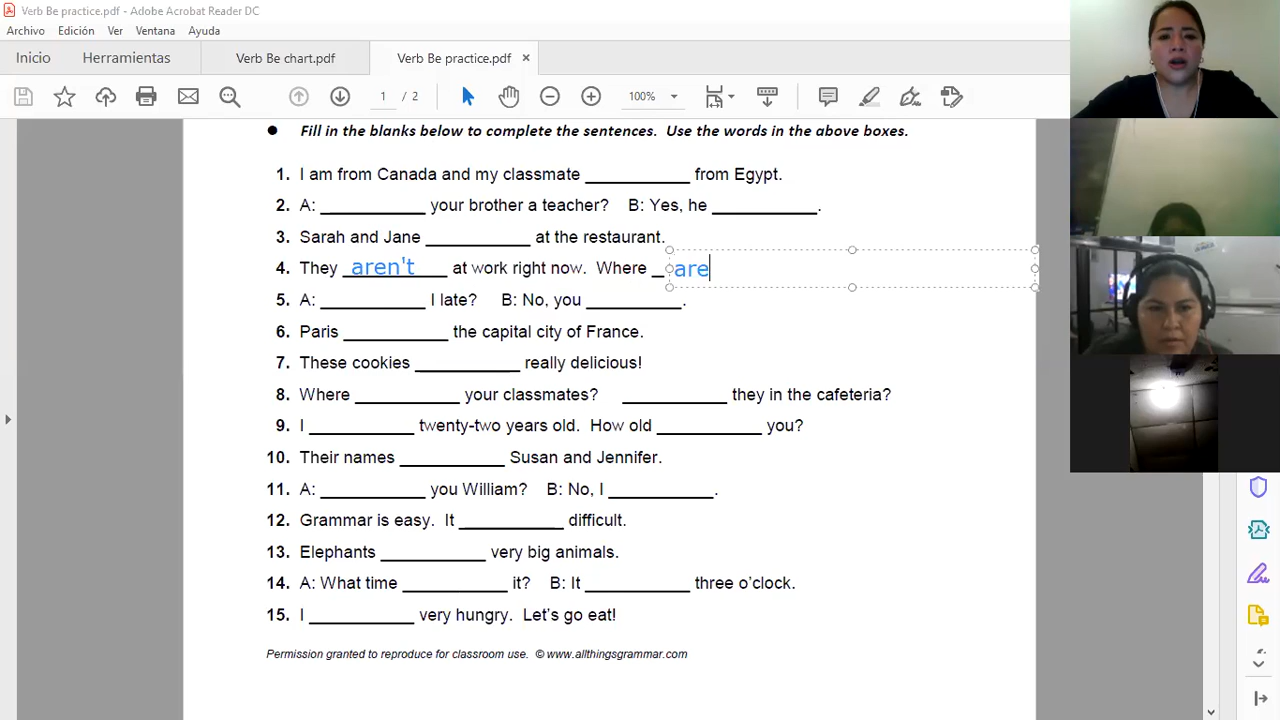 Verb Be practice.pdf - Adobe Acrobat Reader DC
Archivo Edición Ver Ventana Ayuda
Inicio Herramientas Verb Be chart.pdf Verb Be practice.pdf ×
1 / 2 100%
● Fill in the blanks below to complete the sentences. Use the words in the above boxes.
1. I am from Canada and my classmate ___________ from Egypt.
2. A: ___________ your brother a teacher? B: Yes, he ___________.
3. Sarah and Jane ___________ at the restaurant.
4. They aren't at work right now. Where _ are
5. A: ___________ I late? B: No, you __________.
6. Paris ___________ the capital city of France.
7. These cookies ___________ really delicious!
8. Where ___________ your classmates? ___________ they in the cafeteria?
9. I ___________ twenty-two years old. How old ___________ you?
10. Their names ___________ Susan and Jennifer.
11. A: ___________ you William? B: No, I ___________.
12. Grammar is easy. It ___________ difficult.
13. Elephants ___________ very big animals.
14. A: What time ___________ it? B: It ___________ three o'clock.
15. I ___________ very hungry. Let's go eat!
Permission granted to reproduce for classroom use. © www.allthingsgrammar.com